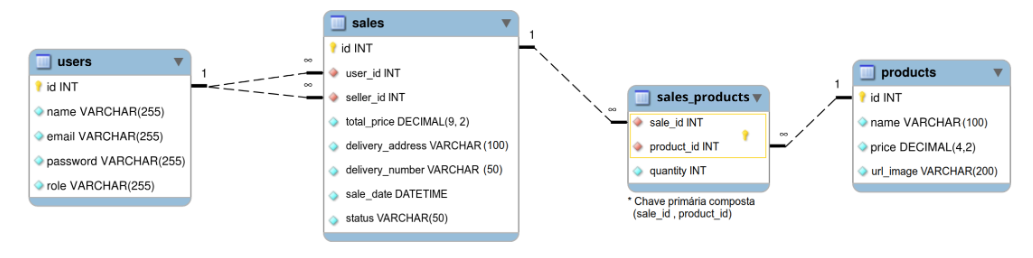 users
id INT
name VARCHAR(255)
email VARCHAR(255)
password VARCHAR(255)
role VARCHAR(255)
1
∞
∞
sales
id INT
user_id INT
seller_id INT
total_price DECIMAL(9, 2)
delivery_address VARCHAR (100)
delivery_number VARCHAR (50)
sale_date DATETIME
status VARCHAR(50)
1
∞
sales_products
sale_id INT
product_id INT
quantity INT
* Chave primária composta
(sale_id , product_id)
∞
1
products
id INT
name VARCHAR (100)
price DECIMAL(4,2)
url_image VARCHAR(200)